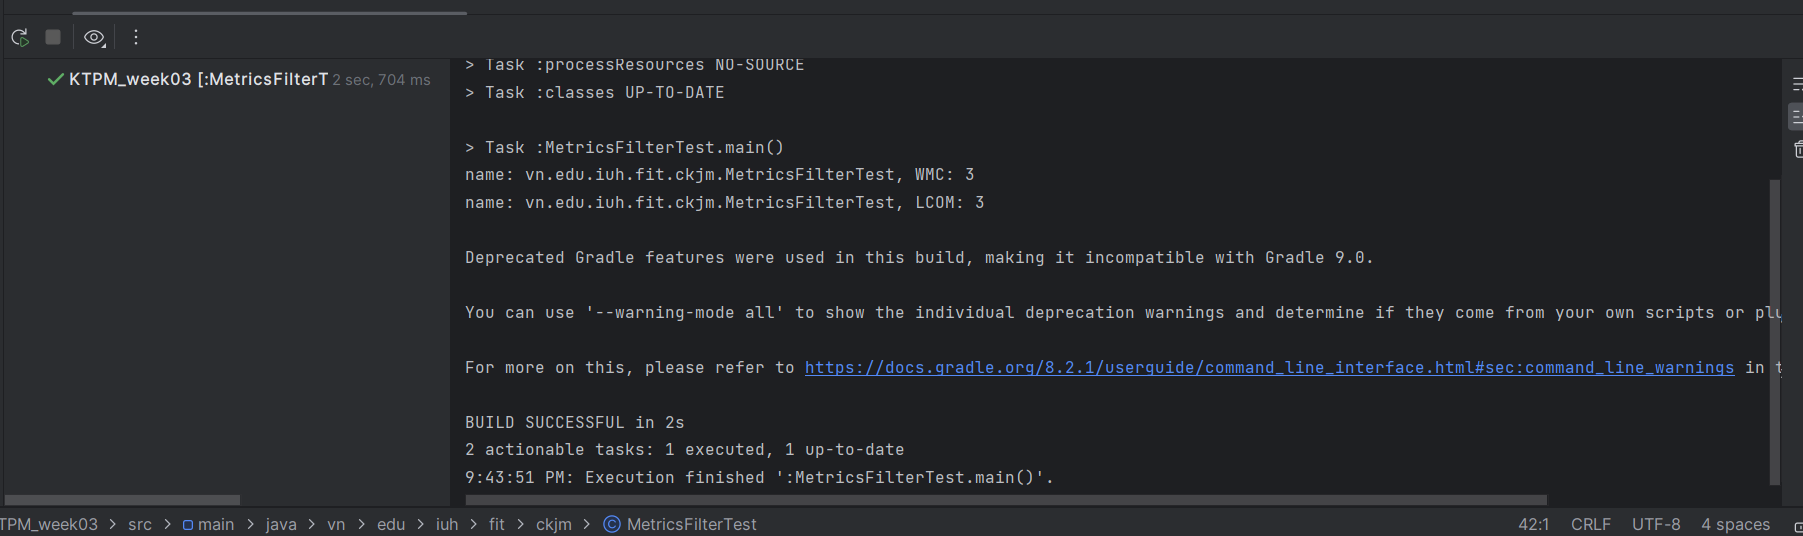 KTPM_week03 [:MetricsFilterT 2 sec, 704 ms
> Task :processResources NO-SOURCE
> Task :classes UP-TO-DATE
> Task :MetricsFilterTest.main()
name: vn.edu.iuh.fit.ckjm.MetricsFilterTest, WMC: 3
name: vn.edu.iuh.fit.ckjm.MetricsFilterTest, LCOM: 3
Deprecated Gradle features were used in this build, making it incompatible with Gradle 9.0.
You can use '--warning-mode all' to show the individual deprecation warnings and determine if they come from your own scripts or plu
For more on this, please refer to https://docs.gradle.org/8.2.1/userguide/command_line_interface.html#sec:command_line_warnings in t
BUILD SUCCESSFUL in 2s
2 actionable tasks: 1 executed, 1 up-to-date
9:43:51 PM: Execution finished ':MetricsFilterTest.main()'.
TPM_week03 > src > main > java > vn > edu > iuh > fit > ckjm > MetricsFilterTest 42:1 CRLF UTF-8 4 spaces